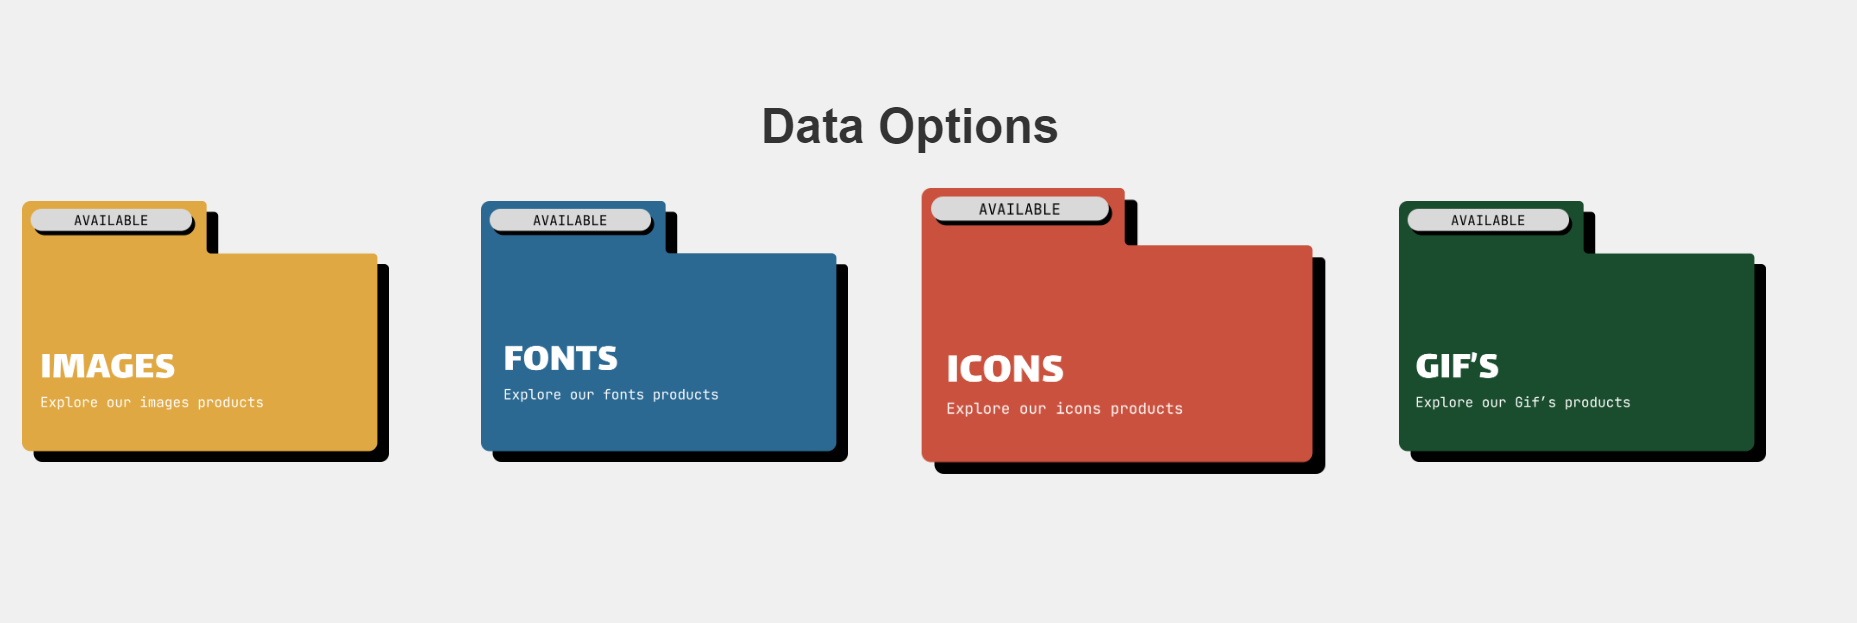 Data Options
AVAILABLE
IMAGES
Explore our images products
AVAILABLE
FONTS
Explore our fonts products
AVAILABLE
ICONS
Explore our icons products
AVAILABLE
GIF’S
Explore our Gif’s products